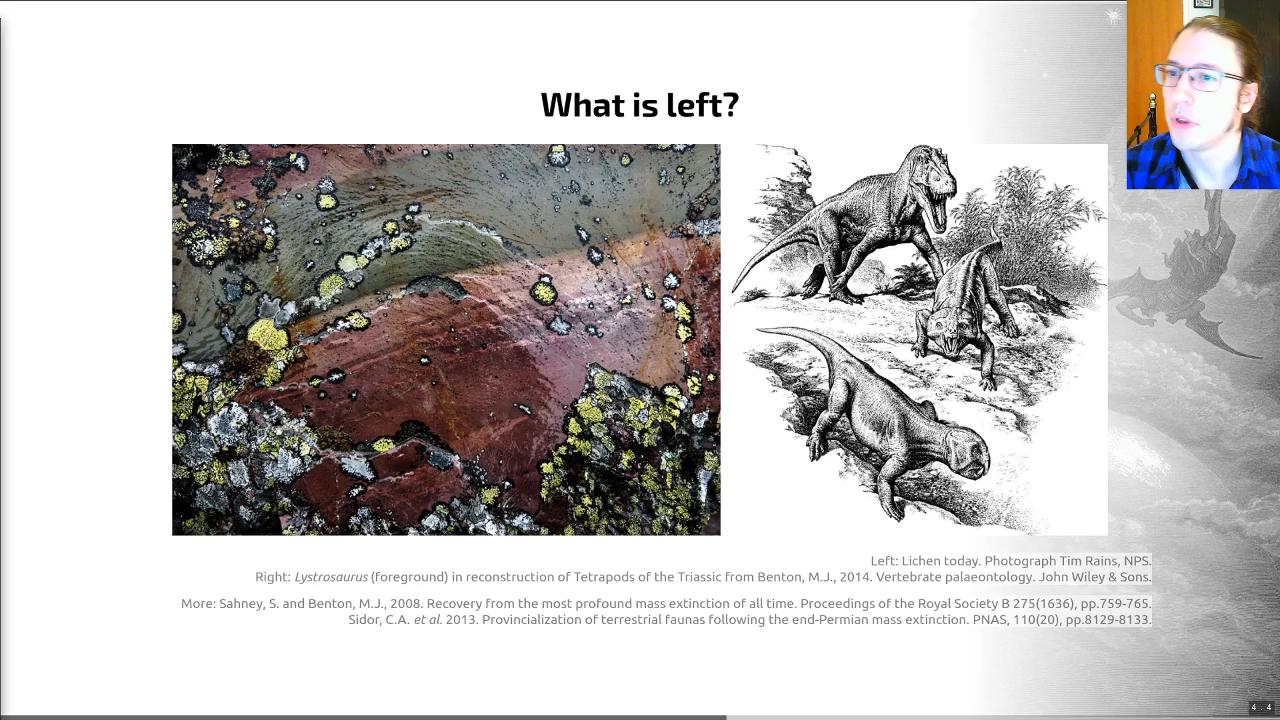 What is left?
Left: Lichen today. Photograph Tim Rains, NPS.
Right: Lystrosaurus (foreground) in reconstruction of Tetrapods of the Triassic from Benton, M.J., 2014. Vertebrate palaeontology. John Wiley & Sons.
More: Sahney, S. and Benton, M.J., 2008. Recovery from the most profound mass extinction of all time. Proceedings of the Royal Society B 275(1636), pp.759-765.
Sidor, C.A. et al. 2013. Provincialization of terrestrial faunas following the end-Permian mass extinction. PNAS, 110(20), pp.8129-8133.
4 . 4